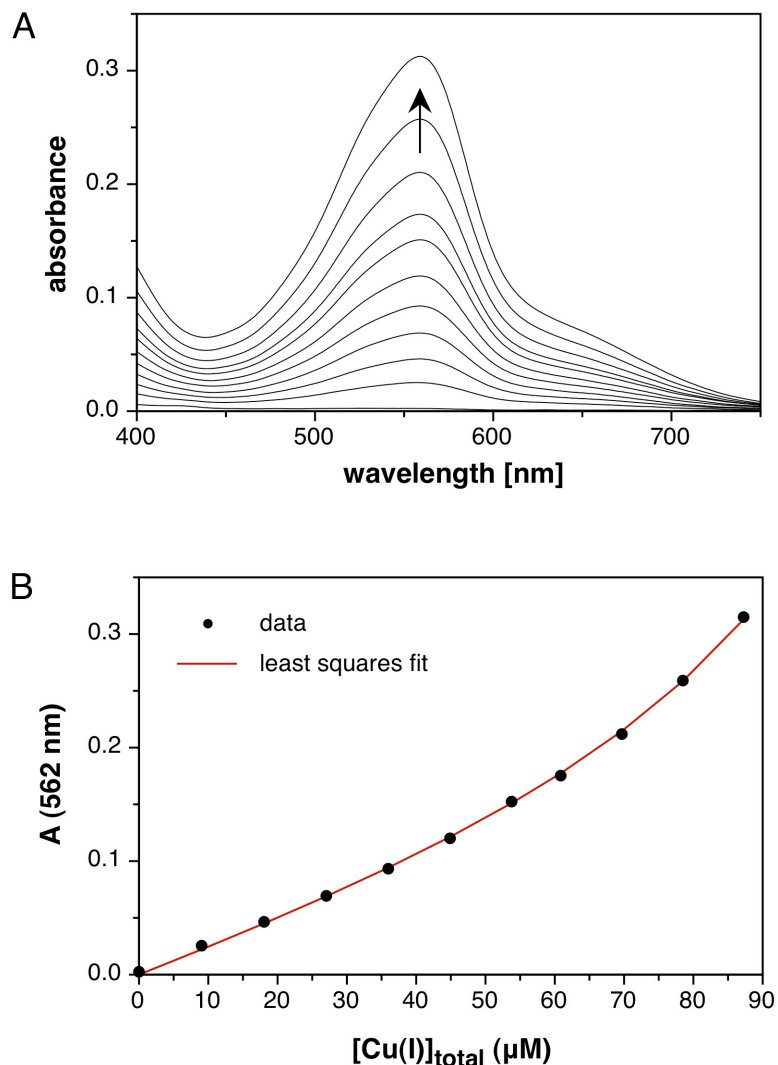 A
0.3
0.2
0.1
0.0
absorbance
400 500 600 700
wavelength [nm]
B
data
least squares fit
0.3
0.2
0.1
0.0
A (562 nm)
0 10 20 30 40 50 60 70 80 90
[Cu(I)]total (µM)